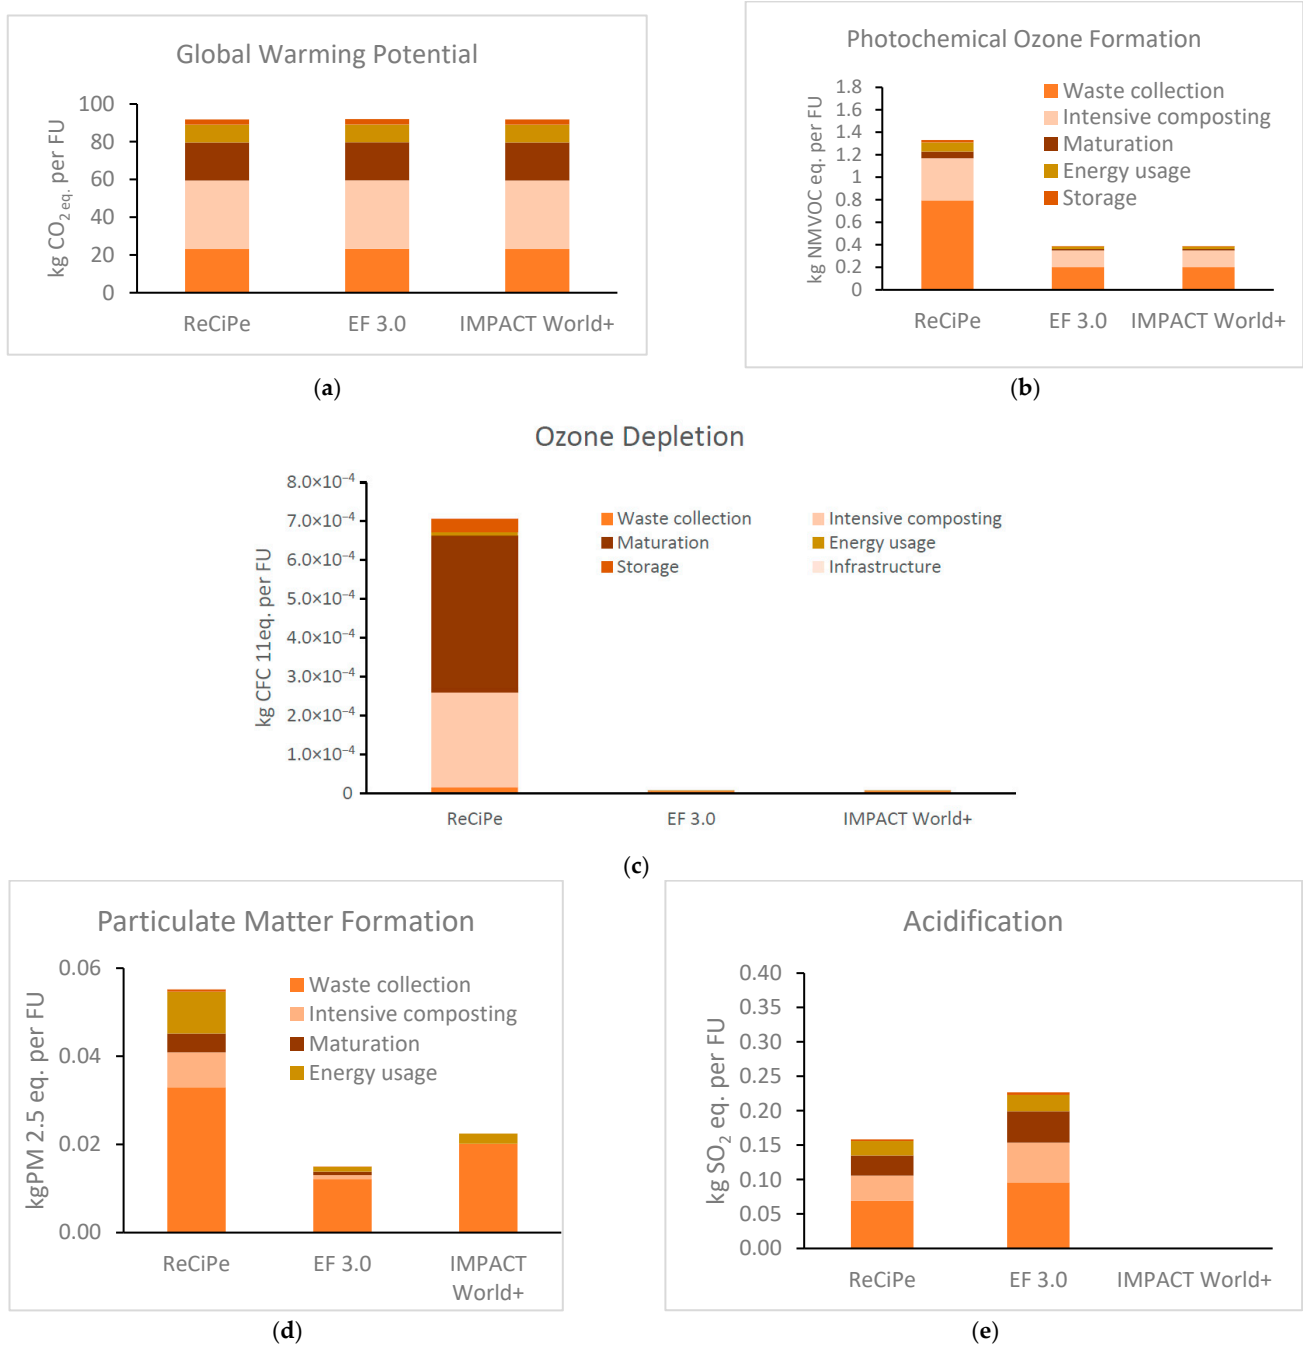 Global Warming Potential
kg CO2 eq. per FU
100
80
60
40
20
0
ReCiPe EF 3.0 IMPACT World+
(a)
Photochemical Ozone Formation
kg NMVOC eq. per FU
1.8
1.6
1.4
1.2
1
0.8
0.6
0.4
0.2
0
Waste collection
Intensive composting
Maturation
Energy usage
Storage
ReCiPe EF 3.0 IMPACT World+
(b)
Ozone Depletion
kg CFC 11eq. per FU
8.0×10⁻⁴
7.0×10⁻⁴
6.0×10⁻⁴
5.0×10⁻⁴
4.0×10⁻⁴
3.0×10⁻⁴
2.0×10⁻⁴
1.0×10⁻⁴
0
Waste collection Intensive composting
Maturation Energy usage
Storage Infrastructure
ReCiPe EF 3.0 IMPACT World+
(c)
Particulate Matter Formation
kgPM 2.5 eq. per FU
0.06
0.04
0.02
0.00
Waste collection
Intensive composting
Maturation
Energy usage
ReCiPe EF 3.0 IMPACT
World+
(d)
Acidification
kg SO2 eq. per FU
0.40
0.35
0.30
0.25
0.20
0.15
0.10
0.05
0.00
ReCiPe EF 3.0 IMPACT World+
(e)